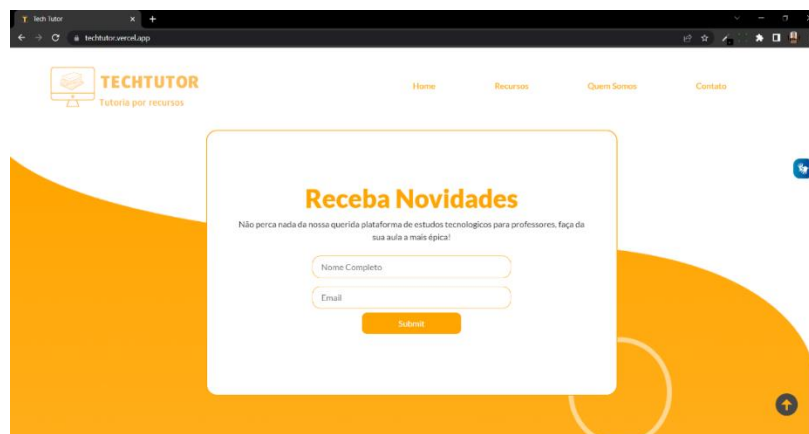 Tech Tutor
techtutor.vercel.app
TECHTUTOR
Tutoria por recursos
Home Recursos Quem Somos Contato
Receba Novidades
Não perca nada da nossa querida plataforma de estudos tecnologicos para professores, faça da
sua aula a mais épica!
Nome Completo
Email
Submit